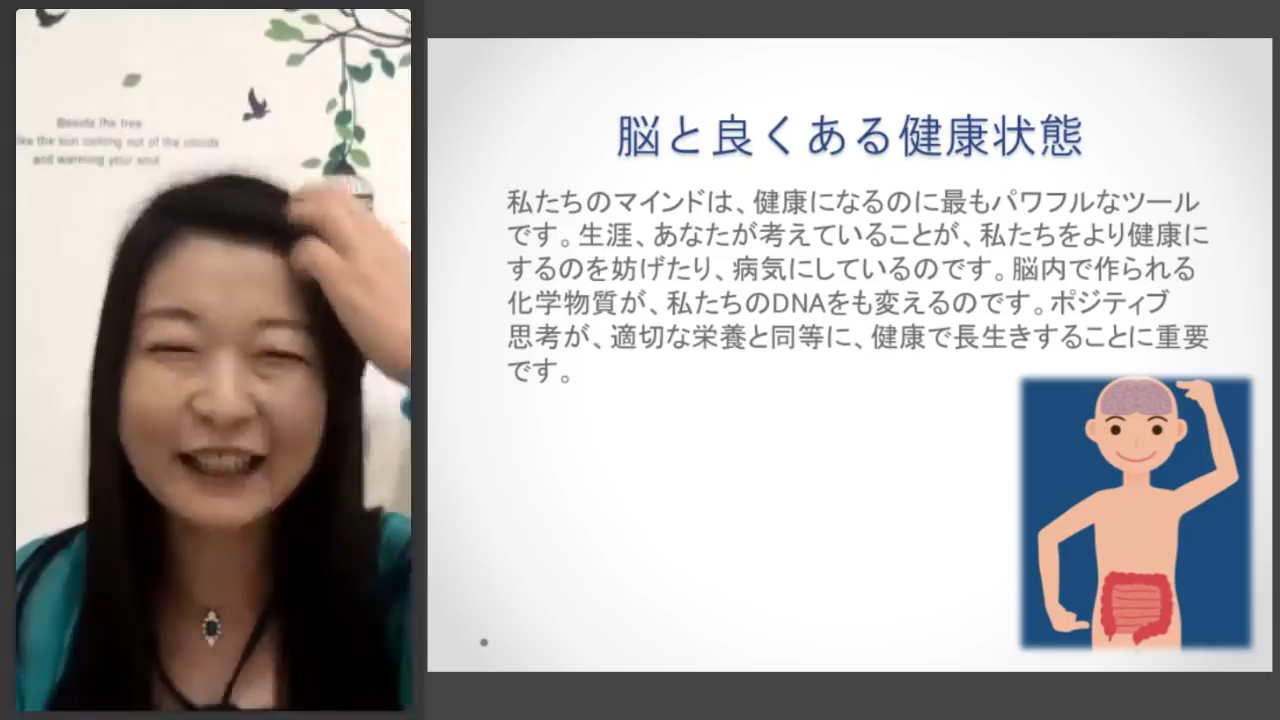 Beside the tree
like the sun coming out of the clouds
and warming your soul
脳と良くある健康状態
私たちのマインドは、健康になるのに最もパワフルなツール
です。生涯、あなたが考えていることが、私たちをより健康に
するのを妨げたり、病気にしているのです。脳内で作られる
化学物質が、私たちのDNAをも変えるのです。ポジティブ
思考が、適切な栄養と同等に、健康で長生きすることに重要
です。